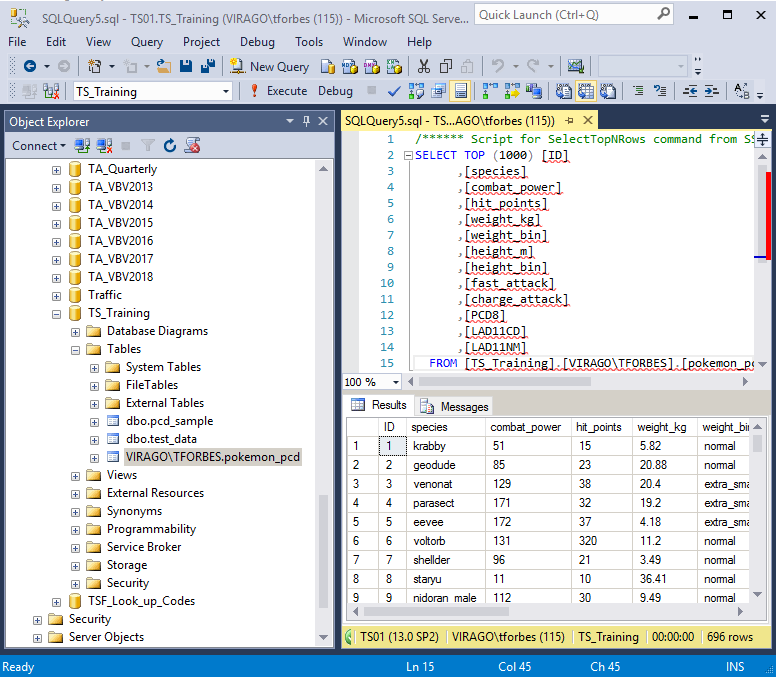 SQLQuery5.sql - TS01.TS_Training (VIRAGO\tforbes (115)) - Microsoft SQL Serve...
Quick Launch (Ctrl+Q)
File Edit View Query Project Debug Tools Window Help
New Query
TS_Training
Execute Debug
Object Explorer
Connect
TA_Quarterly
TA_VBV2013
TA_VBV2014
TA_VBV2015
TA_VBV2016
TA_VBV2017
TA_VBV2018
Traffic
TS_Training
Database Diagrams
Tables
System Tables
FileTables
External Tables
dbo.pcd_sample
dbo.test_data
VIRAGO\TFORBES.pokemon_pcd
Views
External Resources
Synonyms
Programmability
Service Broker
Storage
Security
TSF_Look_up_Codes
Security
Server Objects
SQLQuery5.sql - TS...AGO\tforbes (115))
1 /****** Script for SelectTopNRows command from SS
2 SELECT TOP (1000) [ID]
3 ,[species]
4 ,[combat_power]
5 ,[hit_points]
6 ,[weight_kg]
7 ,[weight_bin]
8 ,[height_m]
9 ,[height_bin]
10 ,[fast_attack]
11 ,[charge_attack]
12 ,[PCD8]
13 ,[LAD11CD]
14 ,[LAD11NM]
15 FROM [TS_Training].[VIRAGO\TFORBES].[pokemon_pc
100 %
Results Messages
ID species combat_power hit_points weight_kg weight_bin
1 1 krabby 51 15 5.82 normal
2 2 geodude 85 23 20.88 normal
3 3 venonat 129 38 20.4 extra_sma
4 4 parasect 171 32 19.2 extra_sma
5 5 eevee 172 37 4.18 extra_sma
6 6 voltorb 131 320 11.2 normal
7 7 shellder 96 21 3.49 normal
8 8 staryu 11 10 36.41 normal
9 9 nidoran_male 112 30 9.49 normal
TS01 (13.0 SP2) VIRAGO\tforbes (115) TS_Training 00:00:00 696 rows
Ready Ln 15 Col 45 Ch 45 INS